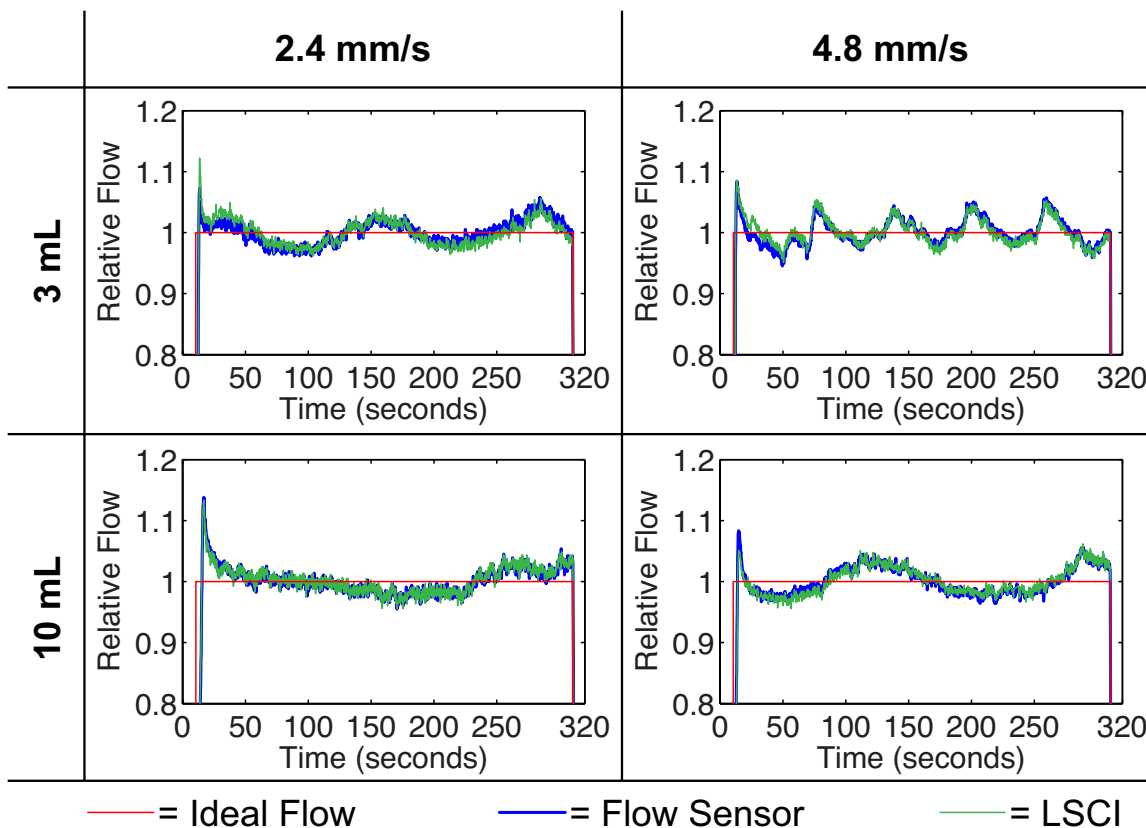 2.4 mm/s
4.8 mm/s
3 mL
Relative Flow
1.2
1.1
1
0.9
0.8
0 50 100 150 200 250 320
Time (seconds)
Relative Flow
1.2
1.1
1
0.9
0.8
0 50 100 150 200 250 320
Time (seconds)
10 mL
Relative Flow
1.2
1.1
1
0.9
0.8
0 50 100 150 200 250 320
Time (seconds)
Relative Flow
1.2
1.1
1
0.9
0.8
0 50 100 150 200 250 320
Time (seconds)
= Ideal Flow = Flow Sensor = LSCI